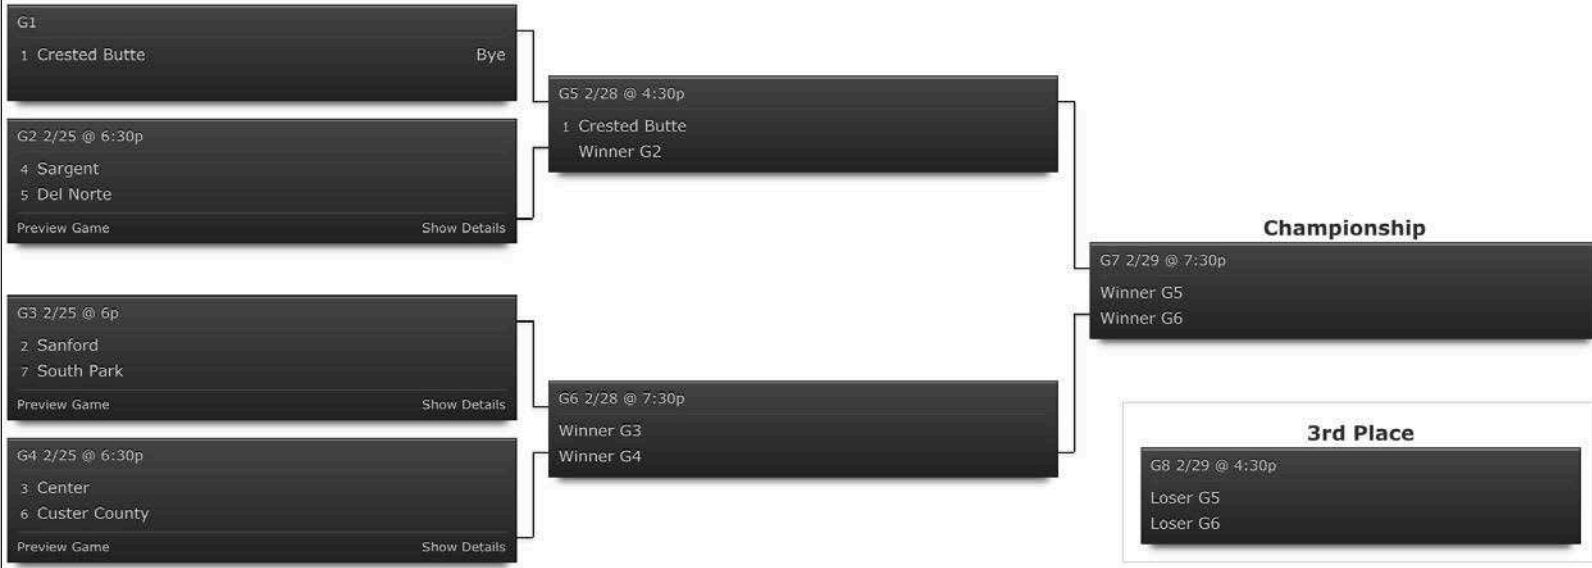 G1
1 Crested Butte Bye
G2 2/25 @ 6:30p
4 Sargent
5 Del Norte
Preview Game Show Details
G3 2/25 @ 6p
2 Sanford
7 South Park
Preview Game Show Details
G4 2/25 @ 6:30p
3 Center
6 Custer County
Preview Game Show Details
G5 2/28 @ 4:30p
1 Crested Butte
Winner G2
G6 2/28 @ 7:30p
Winner G3
Winner G4
Championship
G7 2/29 @ 7:30p
Winner G5
Winner G6
3rd Place
G8 2/29 @ 4:30p
Loser G5
Loser G6